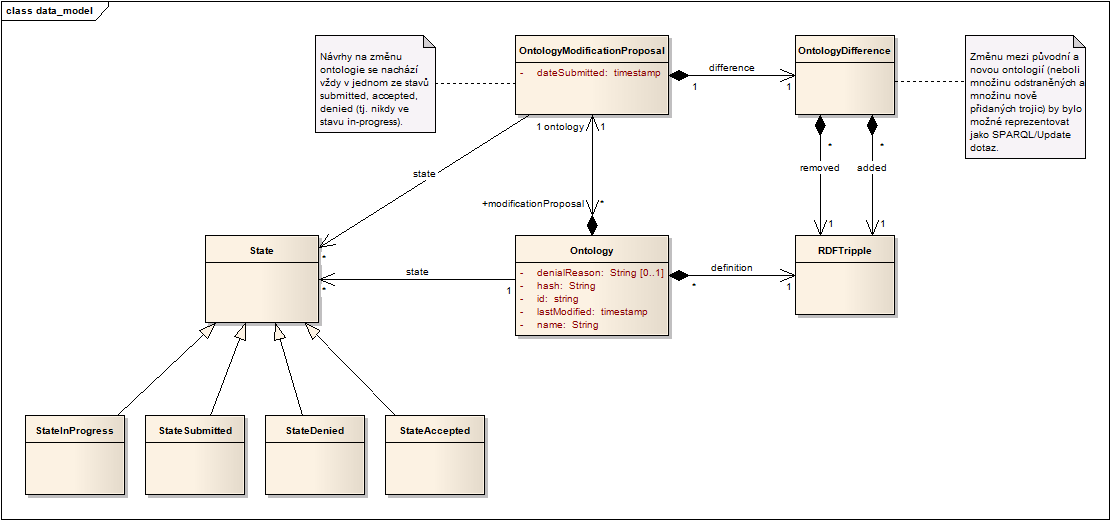 class data_model
Návrhy na změnu
ontologie se nachází
vždy v jednom ze stavů
submitted, accepted,
denied (tj. nikdy ve
stavu in-progress).
OntologyModificationProposal
- dateSubmitted: timestamp
difference
1
1
OntologyDifference
Změnu mezi původní a
novou ontologií (neboli
množinu odstraněných a
množinu nově
přidaných trojic) by bylo
možné reprezentovat
jako SPARQL/Update
dotaz.
1 ontology
1
*
*
removed
added
state
+modificationProposal
*
1
1
State
*
state
*
1
Ontology
- denialReason: String [0..1]
- hash: String
- id: string
- lastModified: timestamp
- name: String
definition
*
1
RDFTripple
StateInProgress
StateSubmitted
StateDenied
StateAccepted